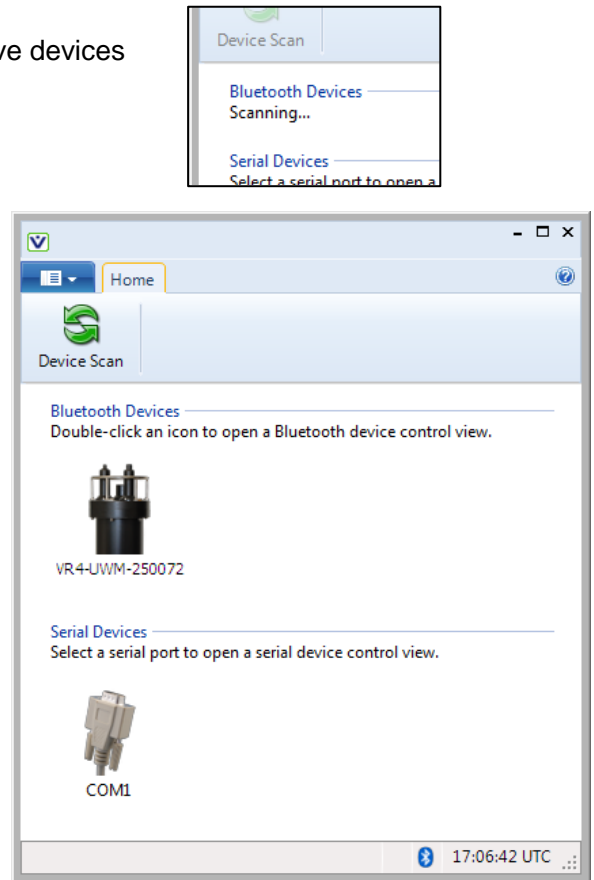 devices
Device Scan
Bluetooth Devices
Scanning...
Serial Devices
Select a serial port to open a
Home
Device Scan
Bluetooth Devices
Double-click an icon to open a Bluetooth device control view.
VR4-UWM-250072
Serial Devices
Select a serial port to open a serial device control view.
COM1
17:06:42 UTC